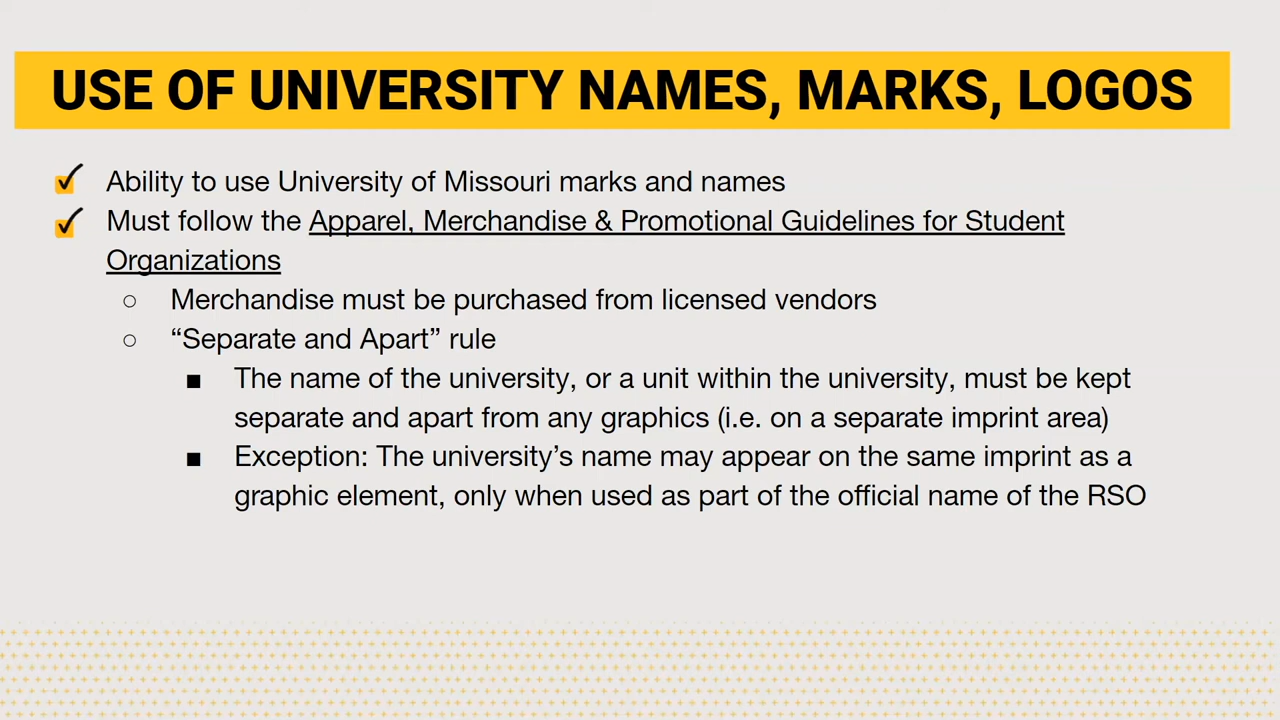 USE OF UNIVERSITY NAMES, MARKS, LOGOS
Ability to use University of Missouri marks and names
Must follow the Apparel, Merchandise & Promotional Guidelines for Student
Organizations
○ Merchandise must be purchased from licensed vendors
○ “Separate and Apart” rule
■ The name of the university, or a unit within the university, must be kept
separate and apart from any graphics (i.e. on a separate imprint area)
■ Exception: The university’s name may appear on the same imprint as a
graphic element, only when used as part of the official name of the RSO